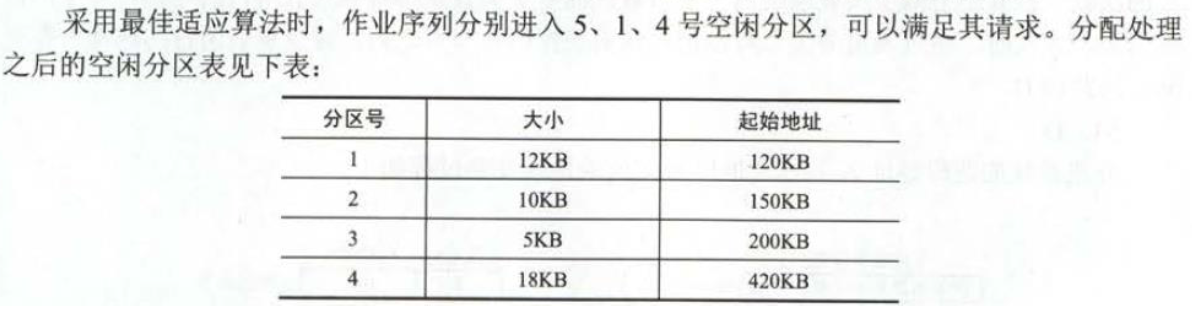 采用最佳适应算法时，作业序列分别进入 5、1、4 号空闲分区，可以满足其请求。分配处理
之后的空闲分区表见下表：
分区号 大小 起始地址
1 12KB 120KB
2 10KB 150KB
3 5KB 200KB
4 18KB 420KB